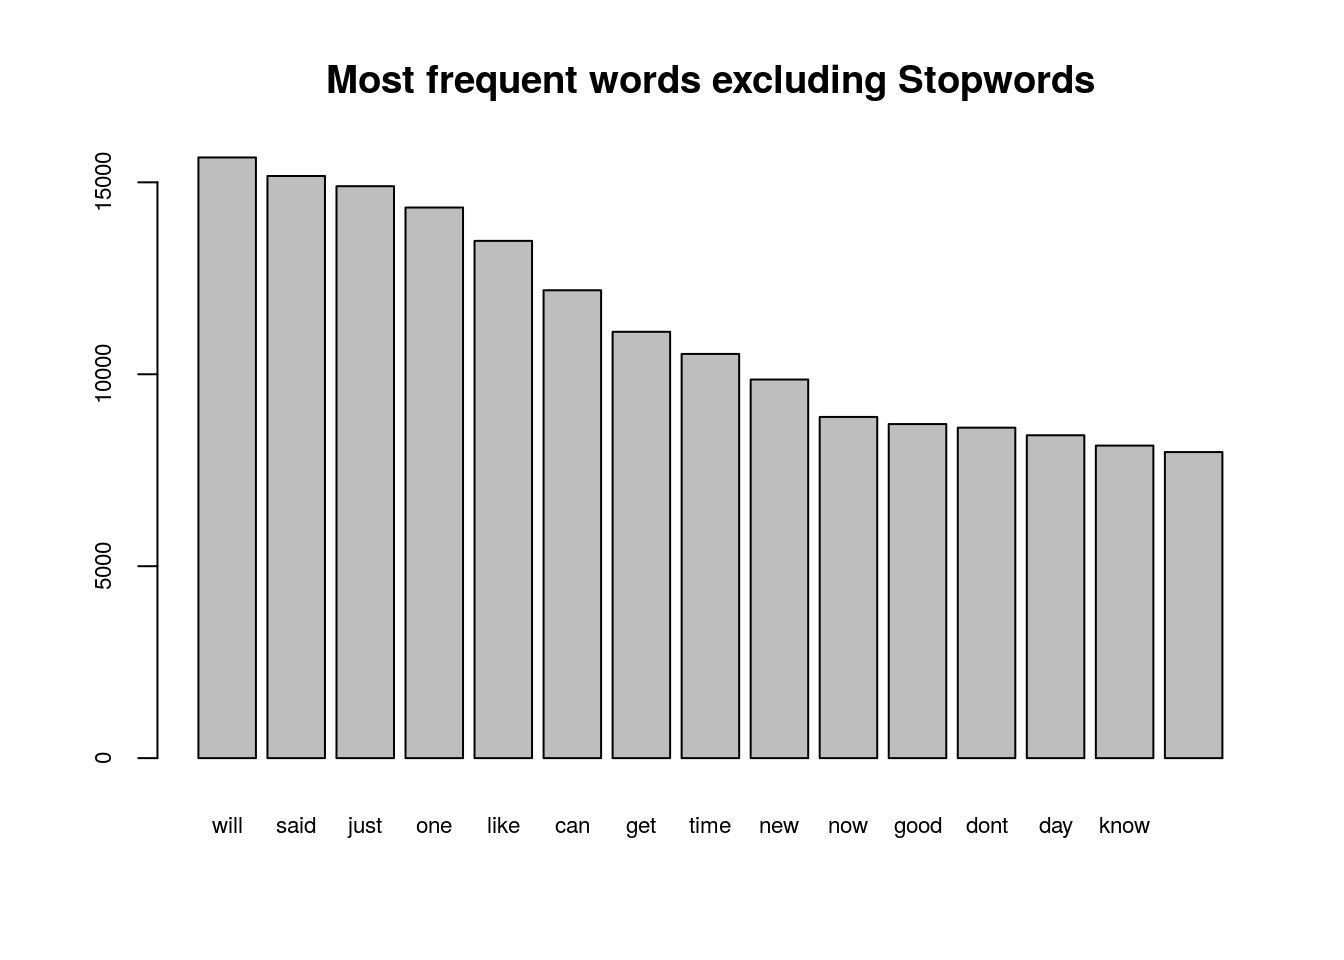 Most frequent words excluding Stopwords
15000
10000
5000
0
will said just one like can get time new now good dont day know